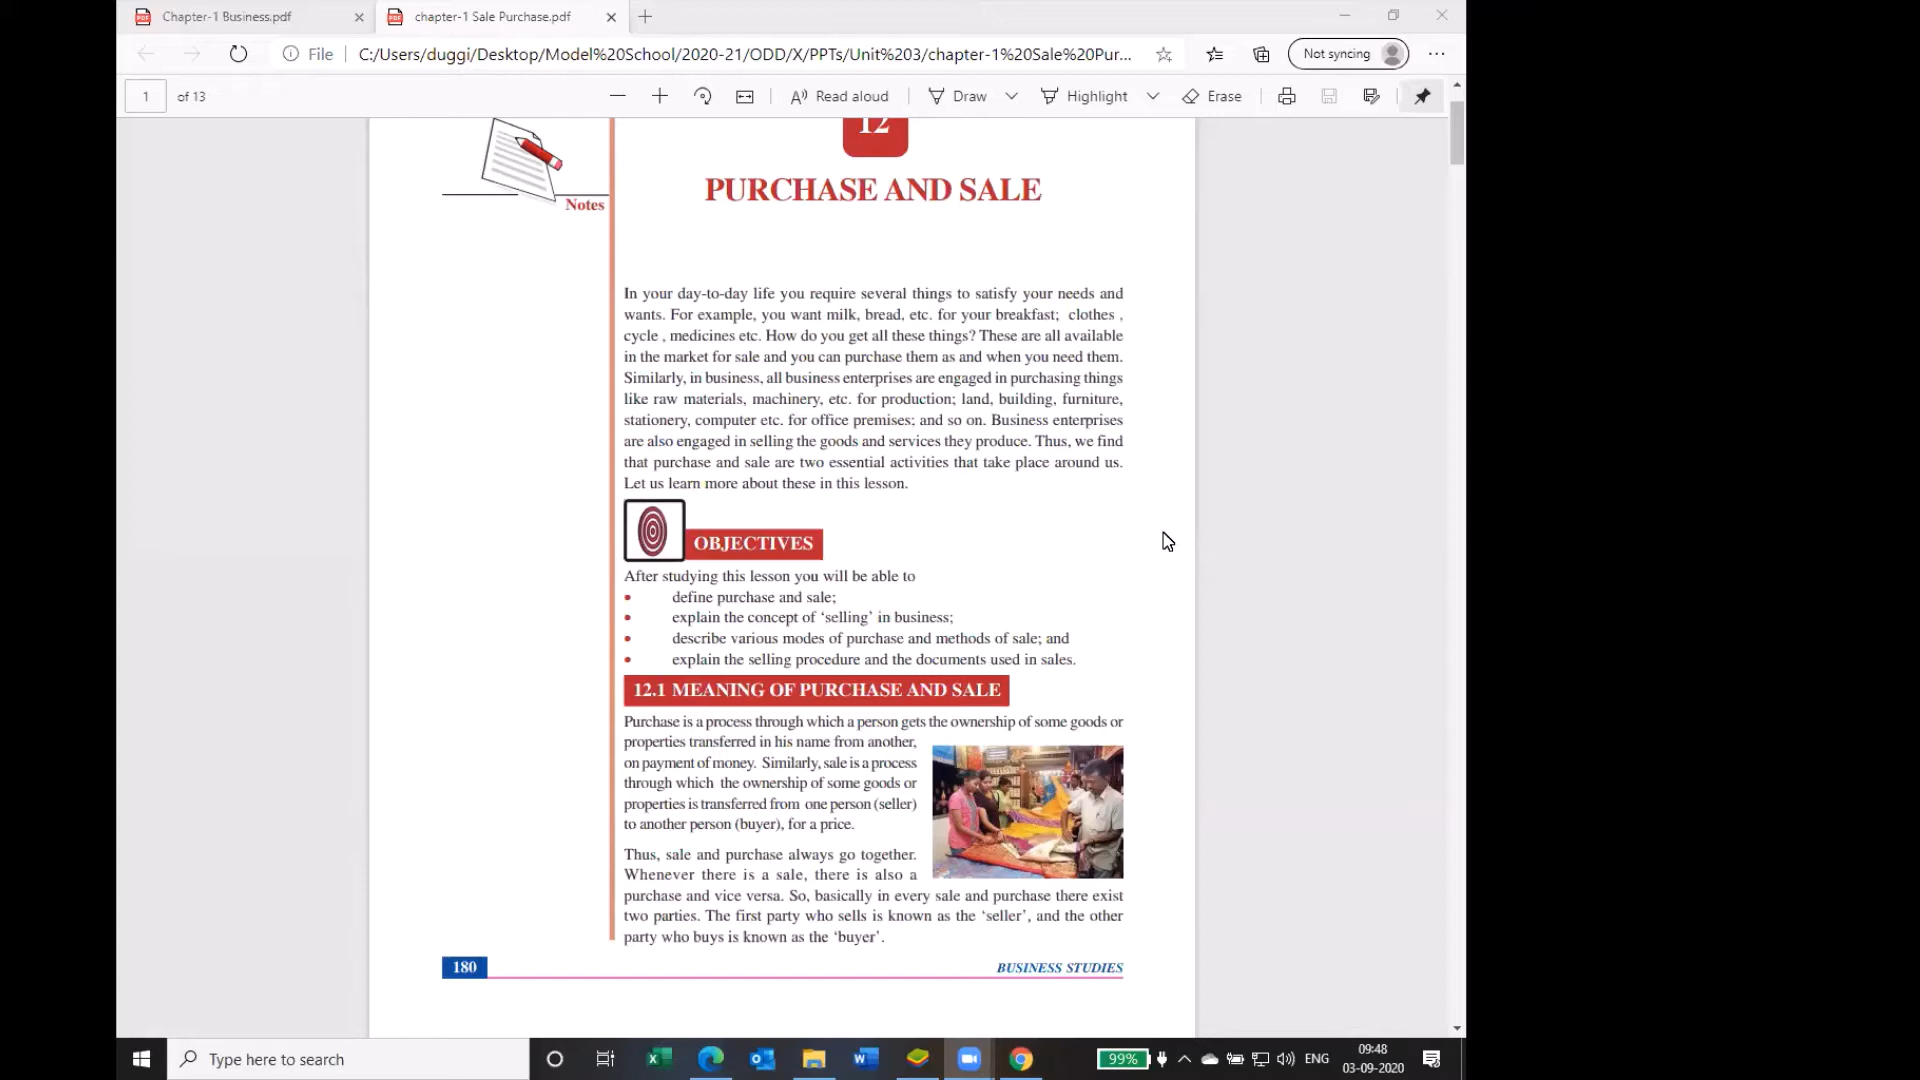 Chapter-1 Business.pdf
chapter-1 Sale Purchase.pdf
File
C:/Users/duggi/Desktop/Model%20School/2020-21/ODD/X/PPTs/Unit%203/chapter-1%20Sale%20Pur...
Not syncing
1 of 13
Read aloud
Draw
Highlight
Erase
12
PURCHASE AND SALE
Notes
In your day-to-day life you require several things to satisfy your needs and
wants. For example, you want milk, bread, etc. for your breakfast; clothes ,
cycle , medicines etc. How do you get all these things? These are all available
in the market for sale and you can purchase them as and when you need them.
Similarly, in business, all business enterprises are engaged in purchasing things
like raw materials, machinery, etc. for production; land, building, furniture,
stationery, computer etc. for office premises; and so on. Business enterprises
are also engaged in selling the goods and services they produce. Thus, we find
that purchase and sale are two essential activities that take place around us.
Let us learn more about these in this lesson.
OBJECTIVES
After studying this lesson you will be able to
• define purchase and sale;
• explain the concept of ‘selling’ in business;
• describe various modes of purchase and methods of sale; and
• explain the selling procedure and the documents used in sales.
12.1 MEANING OF PURCHASE AND SALE
Purchase is a process through which a person gets the ownership of some goods or
properties transferred in his name from another,
on payment of money. Similarly, sale is a process
through which the ownership of some goods or
properties is transferred from one person (seller)
to another person (buyer), for a price.
Thus, sale and purchase always go together.
Whenever there is a sale, there is also a
purchase and vice versa. So, basically in every sale and purchase there exist
two parties. The first party who sells is known as the ‘seller’, and the other
party who buys is known as the ‘buyer’.
180
BUSINESS STUDIES
Type here to search
99%
ENG
09:48
03-09-2020